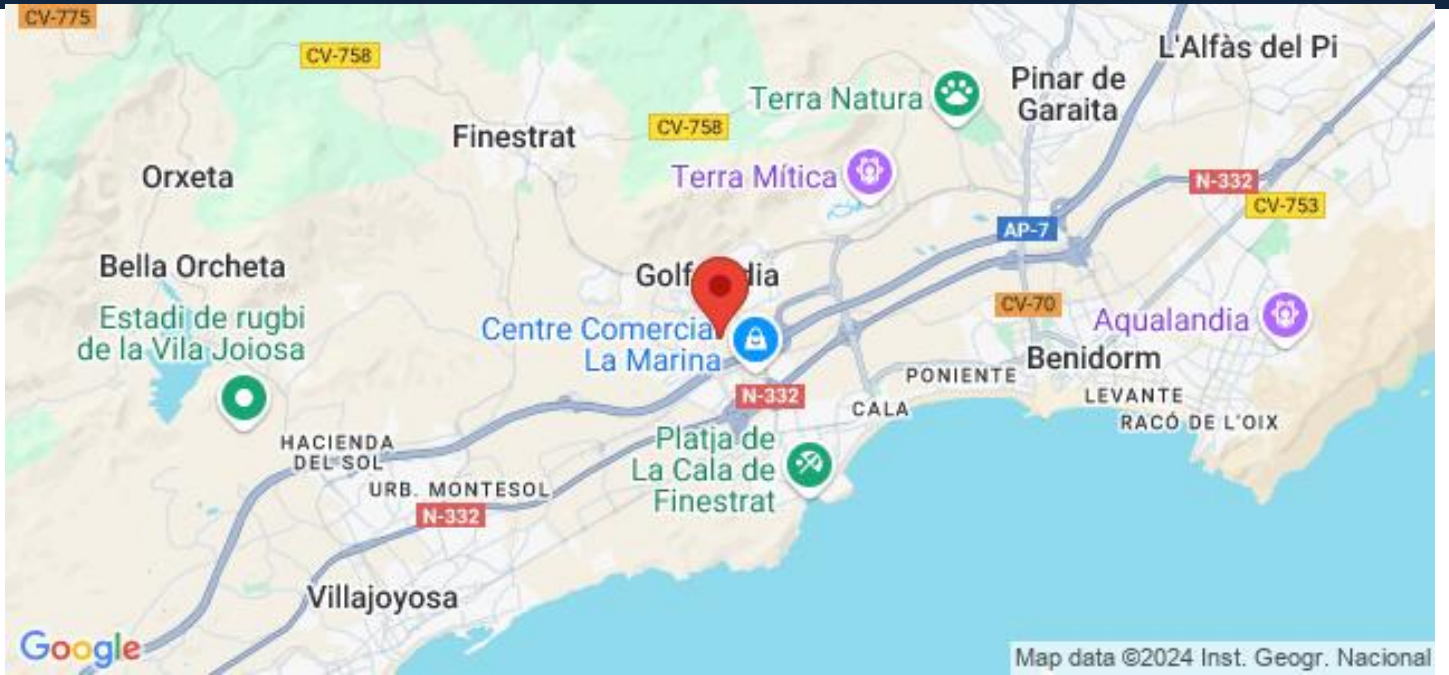 CV-775
CV-758
L'Alfàs del Pi
Terra Natura
Pinar de
Garaita
Finestrat
CV-758
Orxeta
Terra Mítica
N-332
CV-753
AP-7
Bella Orcheta
Golf
dia
Estadi de rugbi
de la Vila Joiosa
Centre Comercia
La Marina
CV-70
Aqualandia
Benidorm
PONIENTE
LEVANTE
N-332
CALA
RACÓ DE L'OIX
HACIENDA
DEL SOL
Platja de
La Cala de
Finestrat
URB. MONTESOL
N-332
Villajoyosa
Google
Map data ©2024 Inst. Geogr. Nacional